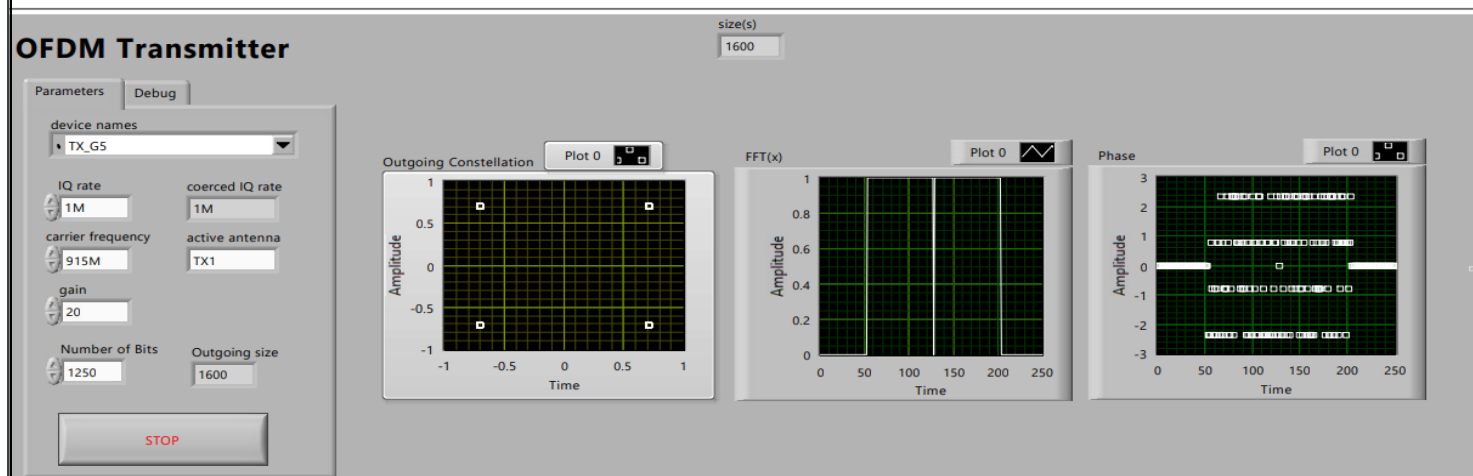 size(s)
1600
OFDM Transmitter
Parameters
Debug
device names
TX_G5
IQ rate
1M
coerced IQ rate
1M
carrier frequency
915M
active antenna
TX1
gain
20
Number of Bits
1250
Outgoing size
1600
STOP
Outgoing Constellation
Plot 0
Amplitude
1
0.5
0
-0.5
-1
-1 -0.5 0 0.5 1
Time
FFT(x)
Plot 0
Amplitude
1
0.8
0.6
0.4
0.2
0
0 50 100 150 200 250
Time
Phase
Plot 0
Amplitude
3
2
1
0
-1
-2
-3
0 50 100 150 200 250
Time